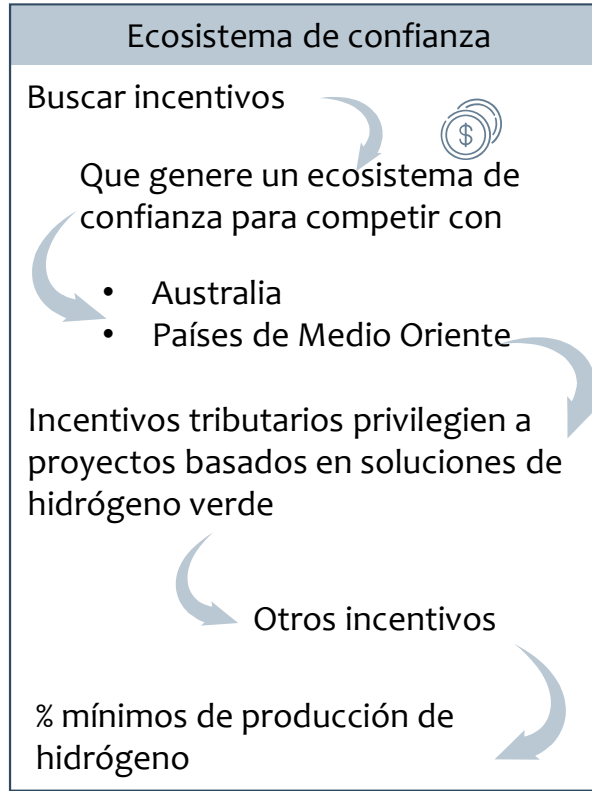 Ecosistema de confianza
Buscar incentivos
$
Que genere un ecosistema de
confianza para competir con
• Australia
• Países de Medio Oriente
Incentivos tributarios privilegien a
proyectos basados en soluciones de
hidrógeno verde
Otros incentivos
% mínimos de producción de
hidrógeno